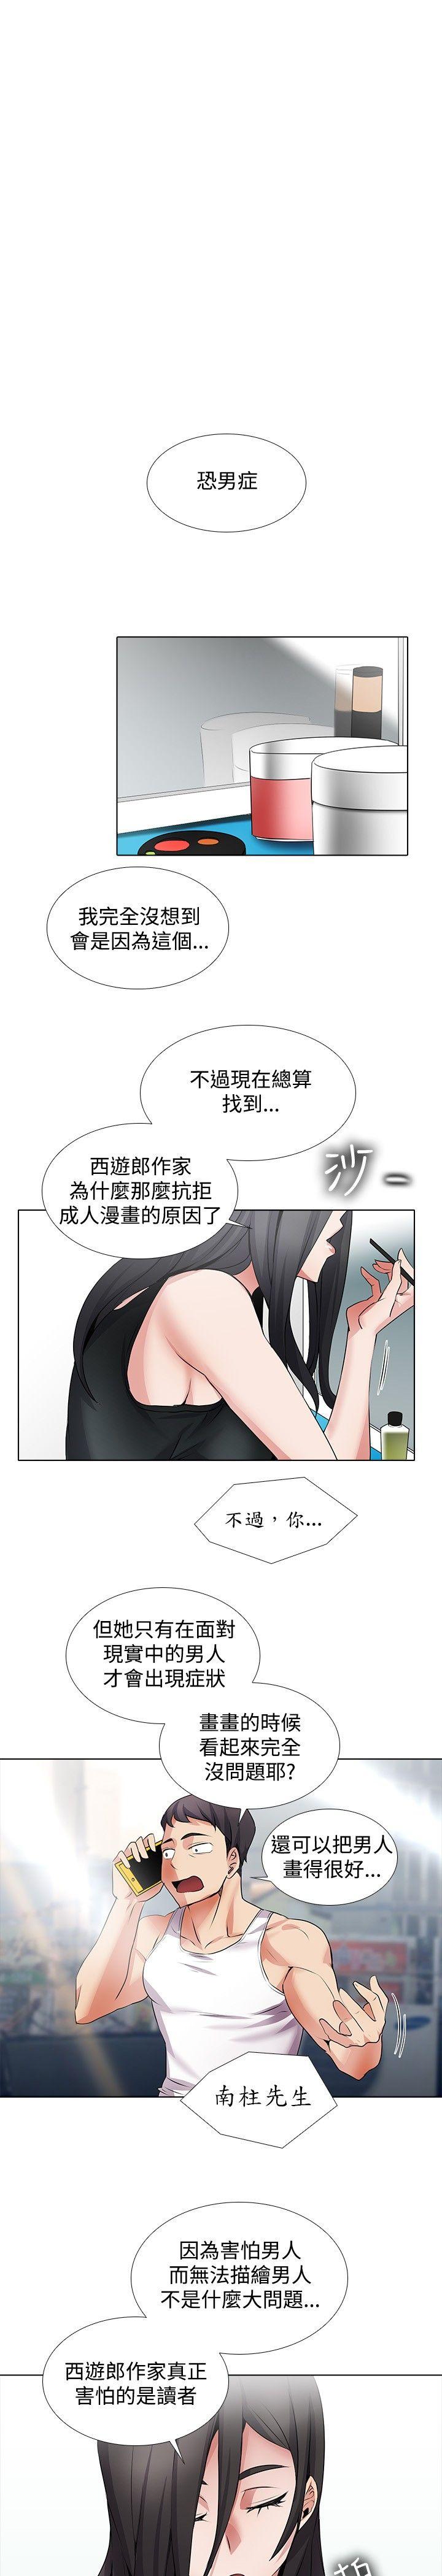 恐男症
我完全沒想到
會是因為這個...
不過現在總算
找到...
西遊郎作家
為什麼那麼抗拒
成人漫畫的原因了
沙
不過，你...
但她只有在面對
現實中的男人
才會出現症狀
畫畫的時候
看起來完全
沒問題耶?
還可以把男人
畫得很好...
南柱先生
因為害怕男人
而無法描繪男人
不是什麼大問題...
西遊郎作家真正
害怕的是讀者